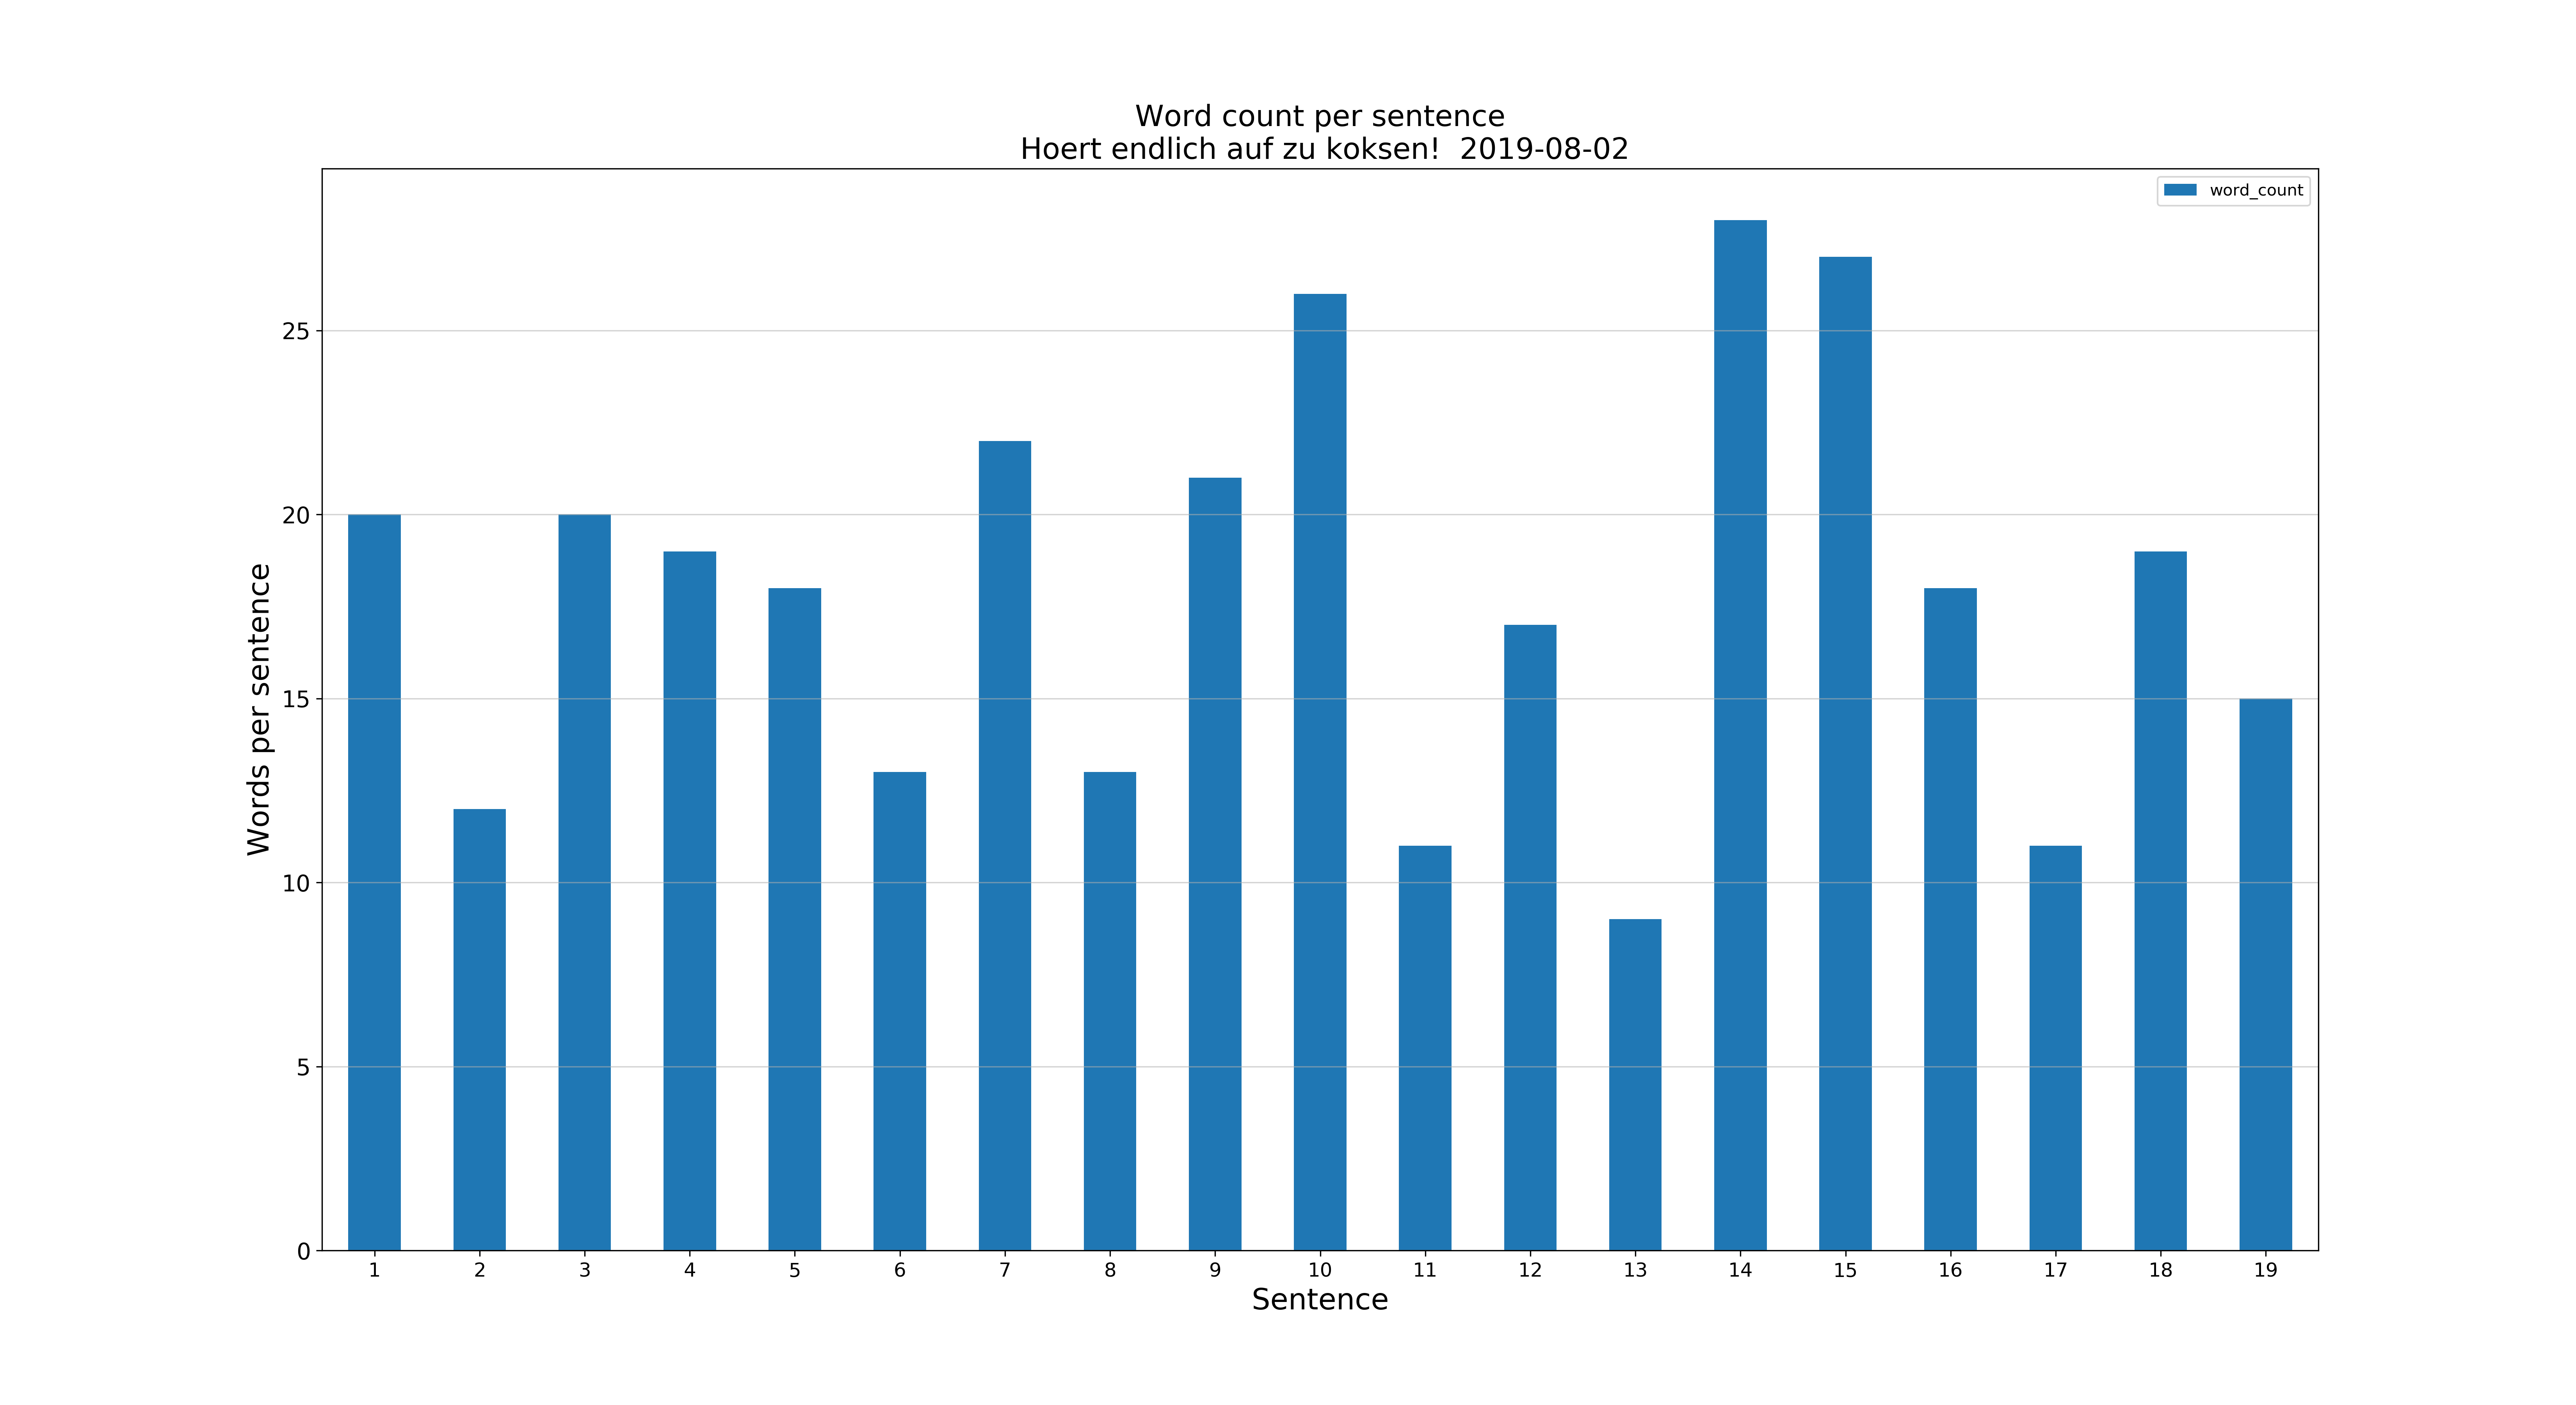 Word count per sentence
Hoert endlich auf zu koksen!  2019-08-02
word_count
Words per sentence
25
20
15
10
5
0
1 2 3 4 5 6 7 8 9 10 11 12 13 14 15 16 17 18 19
Sentence